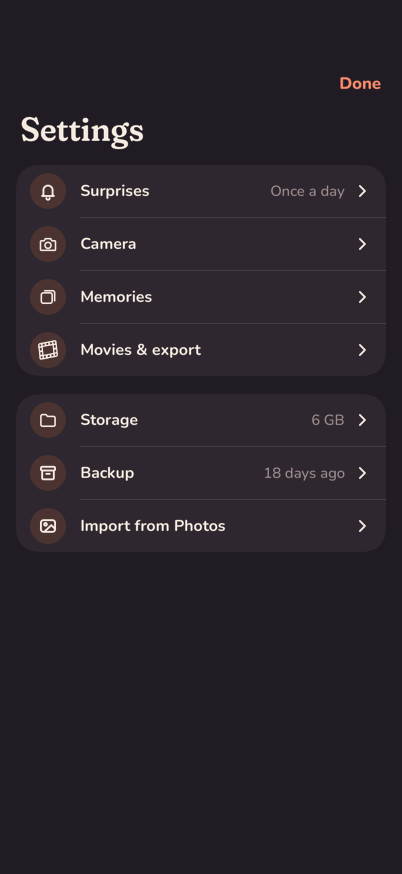 Done
Settings
Surprises Once a day
Camera
Memories
Movies & export
Storage 6 GB
Backup 18 days ago
Import from Photos